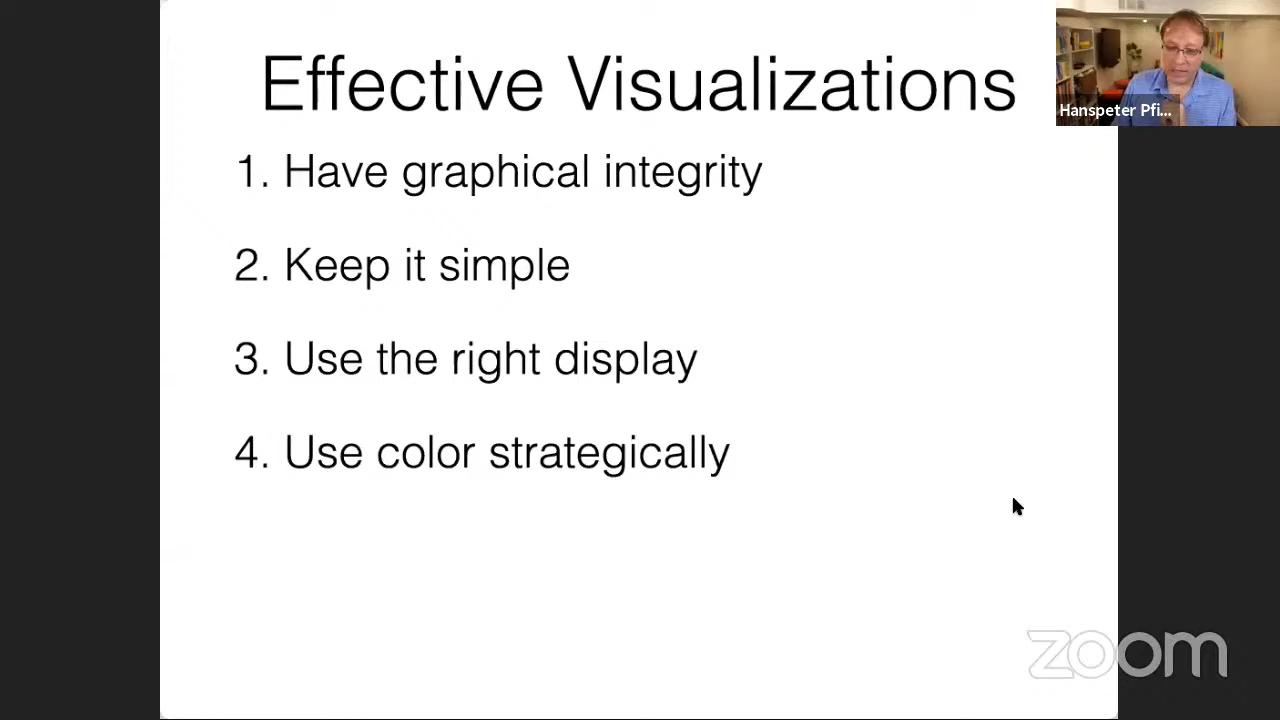 Effective Visualizations
Hanspeter Pfi...
1. Have graphical integrity
2. Keep it simple
3. Use the right display
4. Use color strategically
zoom